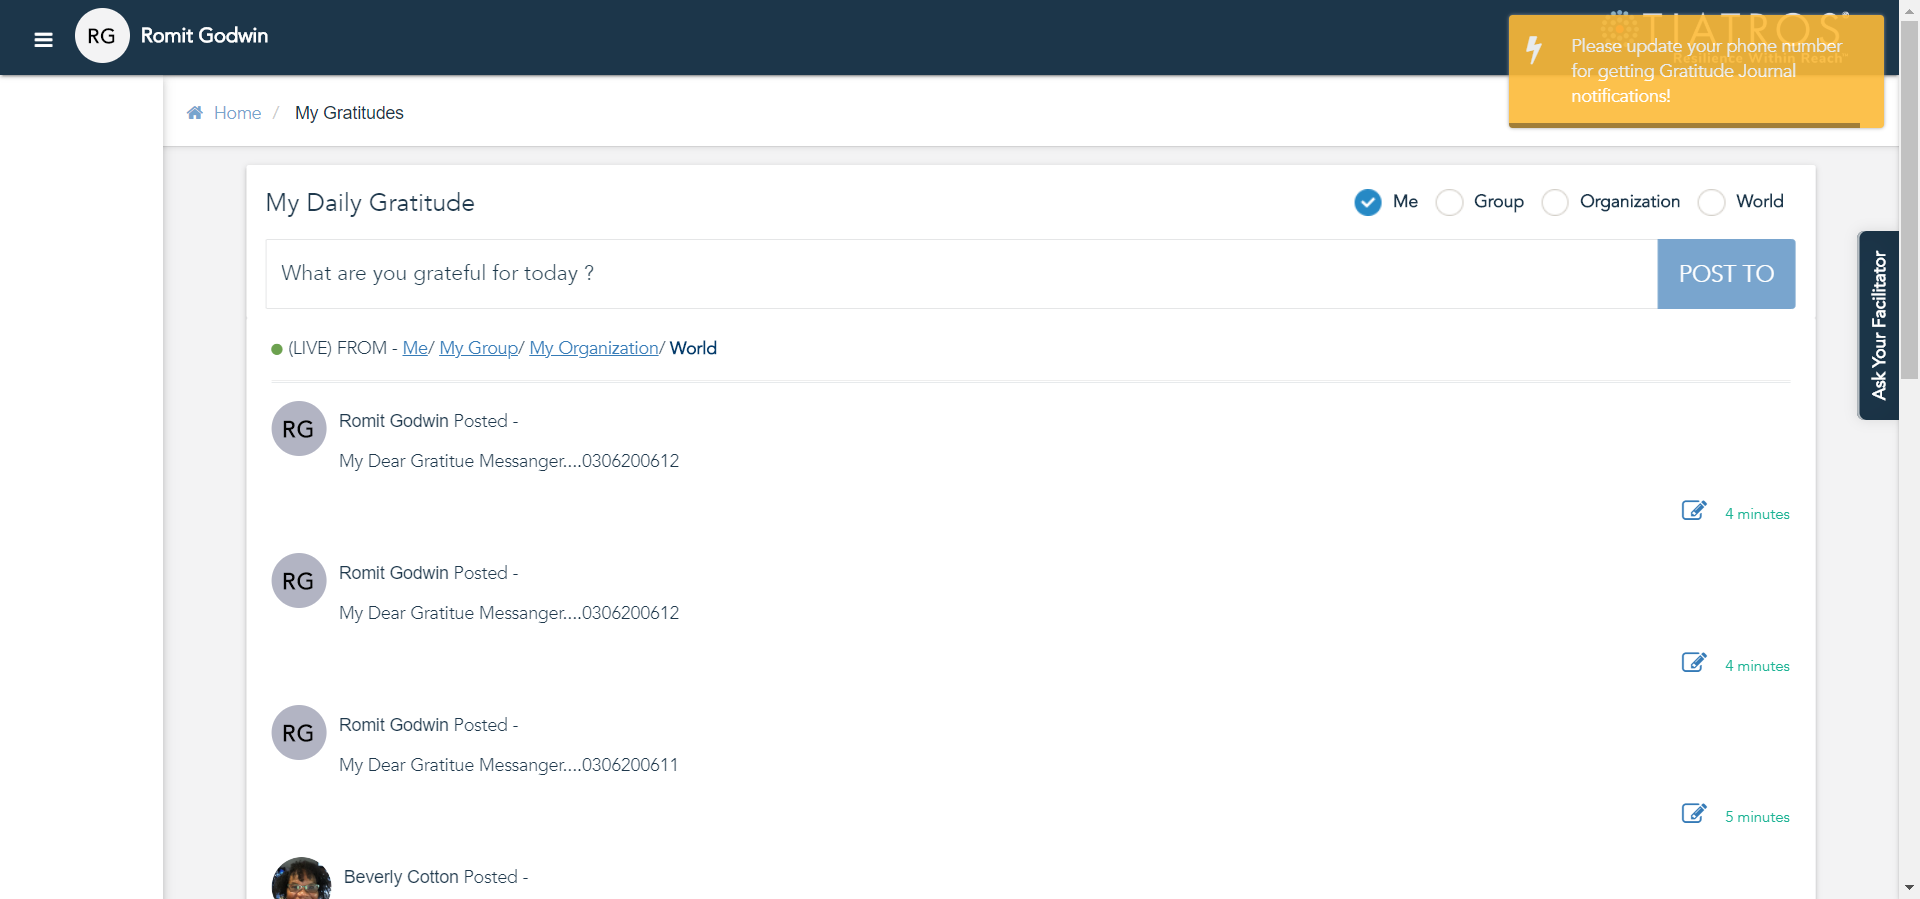 RG Romit Godwin
TIATROS
Resilience Within Reach
Please update your phone number
for getting Gratitude Journal
notifications!
Home / My Gratitudes
My Daily Gratitude
Me Group Organization World
What are you grateful for today ?
POST TO
Ask Your Facilitator
(LIVE) FROM - Me/ My Group/ My Organization/ World
RG
Romit Godwin Posted -
My Dear Gratitue Messanger....0306200612
4 minutes
RG
Romit Godwin Posted -
My Dear Gratitue Messanger....0306200612
4 minutes
RG
Romit Godwin Posted -
My Dear Gratitue Messanger....0306200611
5 minutes
Beverly Cotton Posted -